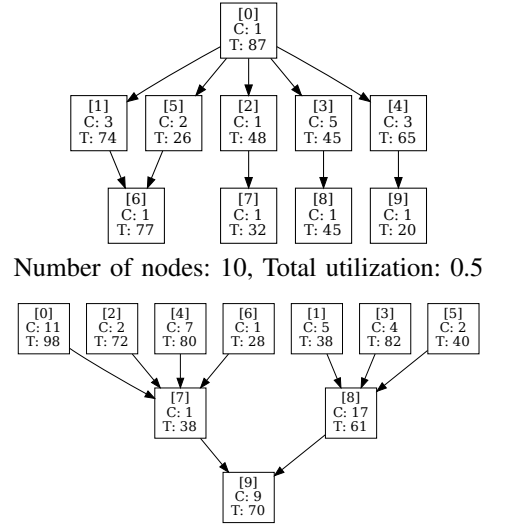 [0]
C: 1
T: 87
[1]
C: 3
T: 74
[5]
C: 2
T: 26
[2]
C: 1
T: 48
[3]
C: 5
T: 45
[4]
C: 3
T: 65
[6]
C: 1
T: 77
[7]
C: 1
T: 32
[8]
C: 1
T: 45
[9]
C: 1
T: 20
Number of nodes: 10, Total utilization: 0.5
[0]
C: 11
T: 98
[2]
C: 2
T: 72
[4]
C: 7
T: 80
[6]
C: 1
T: 28
[1]
C: 5
T: 38
[3]
C: 4
T: 82
[5]
C: 2
T: 40
[7]
C: 1
T: 38
[8]
C: 17
T: 61
[9]
C: 9
T: 70